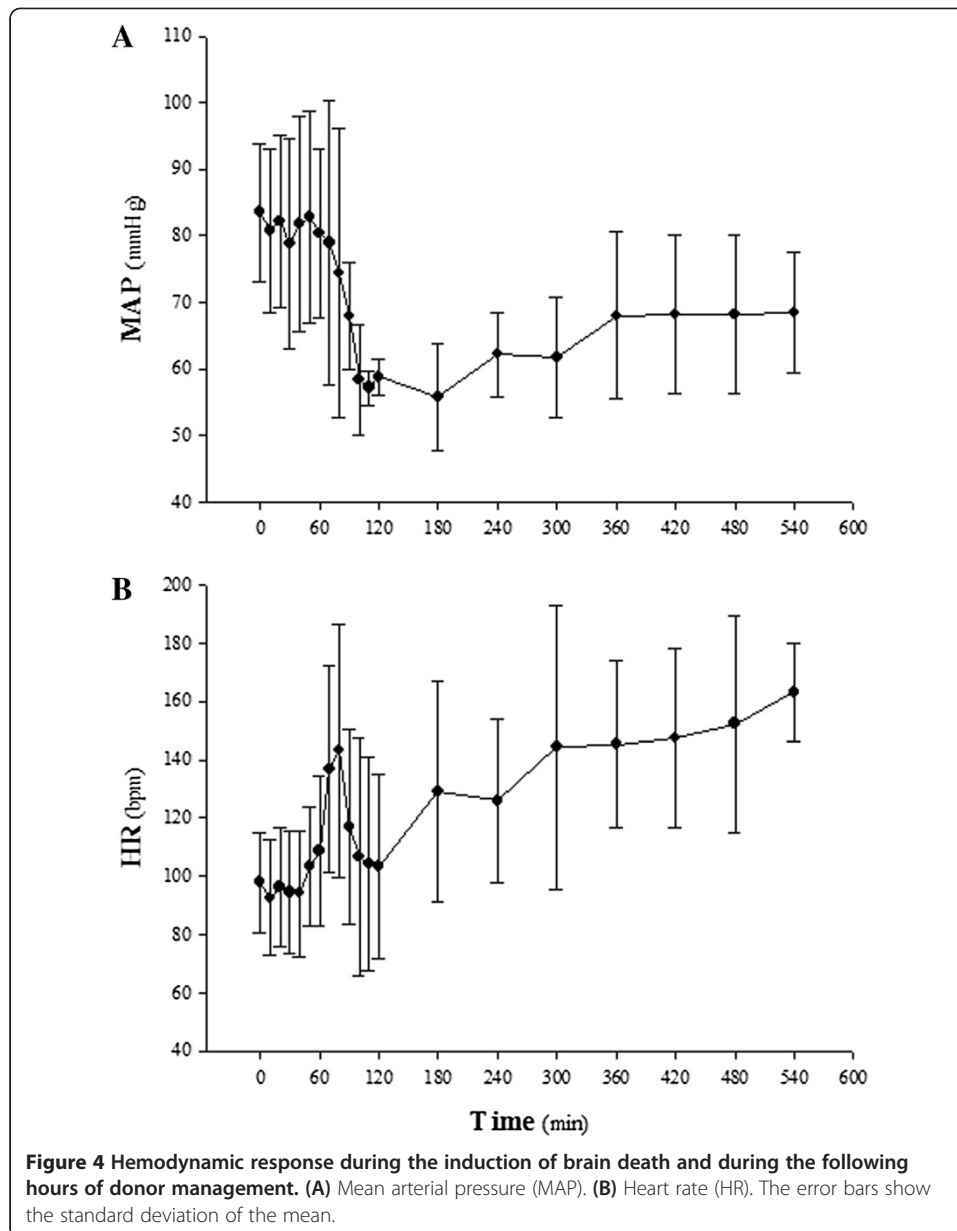 A
110
100
90
80
70
60
50
40
MAP (mmHg)
0 60 120 180 240 300 360 420 480 540 600
B
200
180
160
140
120
100
80
60
40
HR (bpm)
0 60 120 180 240 300 360 420 480 540 600
Time (min)
Figure 4 Hemodynamic response during the induction of brain death and during the following
hours of donor management. (A) Mean arterial pressure (MAP). (B) Heart rate (HR). The error bars show
the standard deviation of the mean.